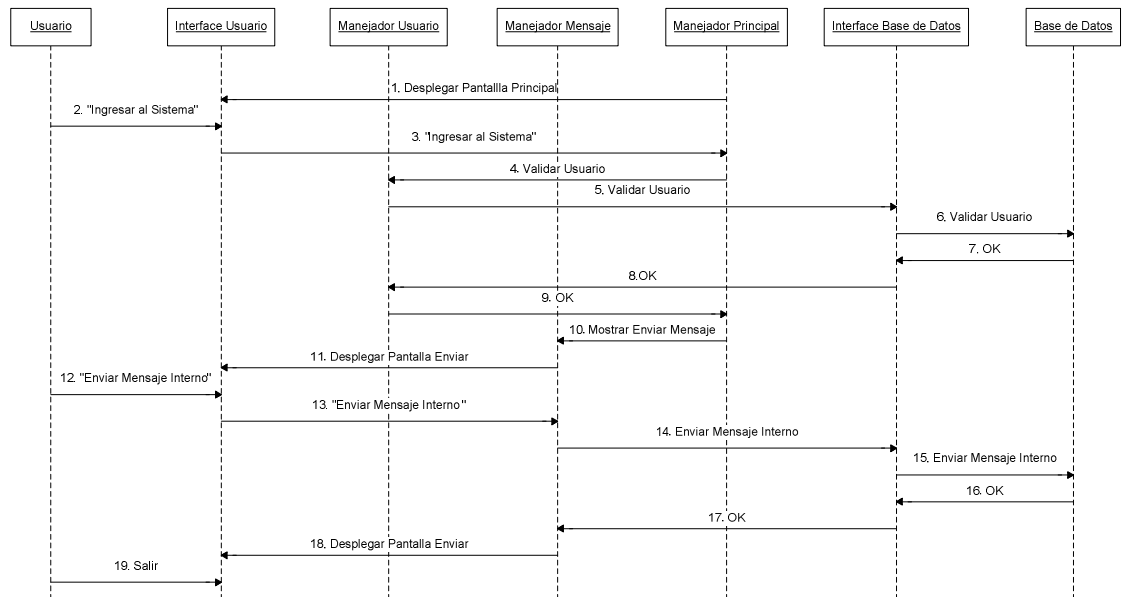 Usuario
Interface Usuario
Manejador Usuario
Manejador Mensaje
Manejador Principal
Interface Base de Datos
Base de Datos
1. Desplegar Pantallla Principal
2. "Ingresar al Sistema"
3. "Ingresar al Sistema"
4. Validar Usuario
5. Validar Usuario
6. Validar Usuario
7. OK
8.OK
9. OK
10. Mostrar Enviar Mensaje
11. Desplegar Pantalla Enviar
12. "Enviar Mensaje Interno"
13. "Enviar Mensaje Interno"
14. Enviar Mensaje Interno
15. Enviar Mensaje Interno
16. OK
17. OK
18. Desplegar Pantalla Enviar
19. Salir